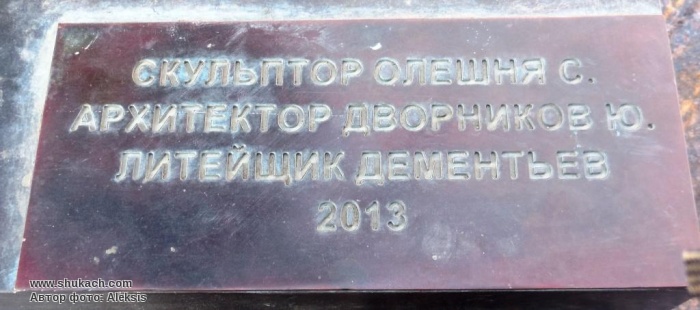 СКУЛЬПТОР ОЛЕШНЯ С.
АРХИТЕКТОР ДВОРНИКОВ Ю.
ЛИТЕЙЩИК ДЕМЕНТЬЕВ
2013
www.shukach.com
Автор фото: Aleksis